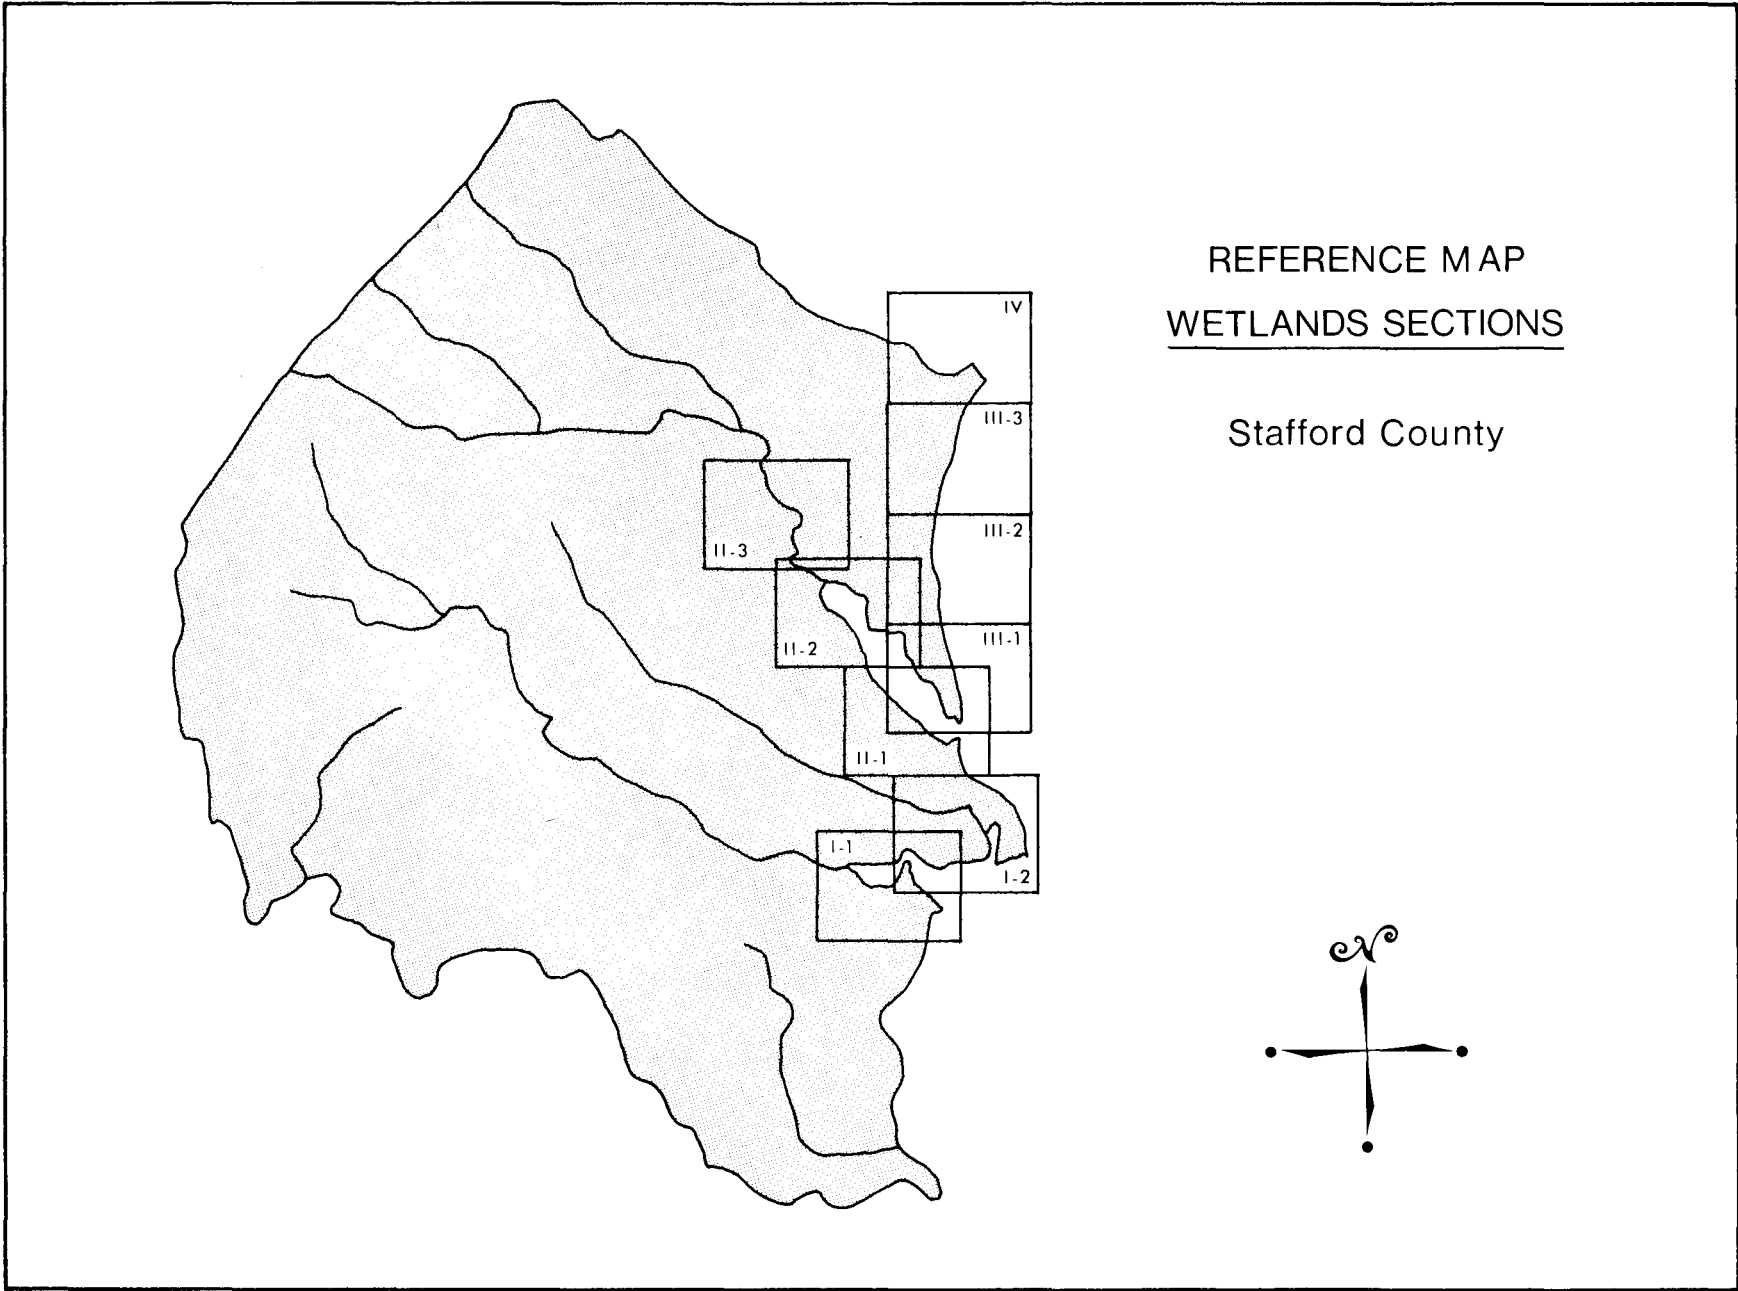 REFERENCE MAP
WETLANDS SECTIONS
Stafford County
IV
III-3
III-2
II-3
III-1
II-2
II-1
I-1
I-2
N